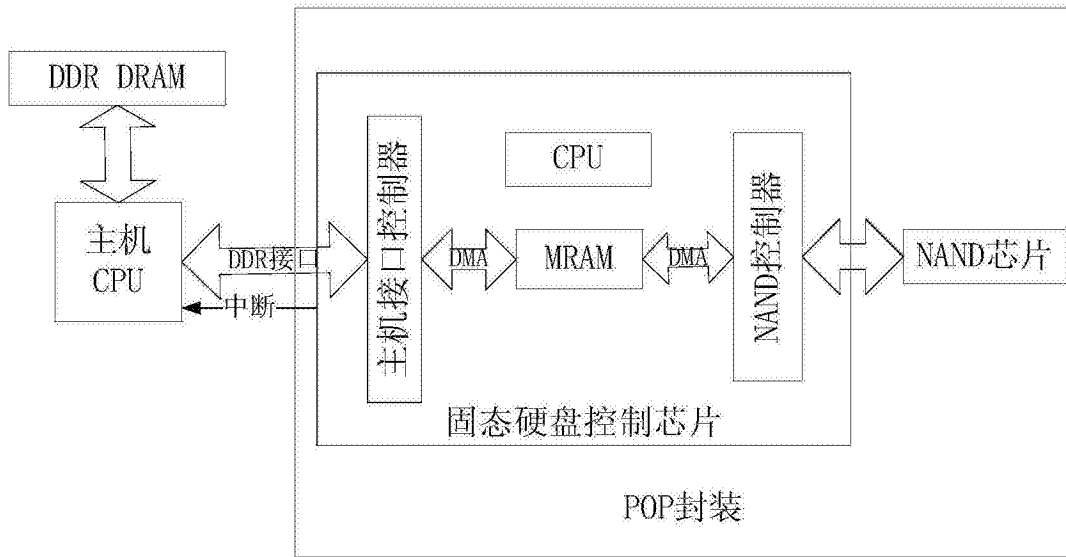 DDR DRAM
主机
CPU
DDR接口
中断
主机接口控制器
DMA
CPU
MRAM
DMA
NAND控制器
NAND芯片
固态硬盘控制芯片
POP封装